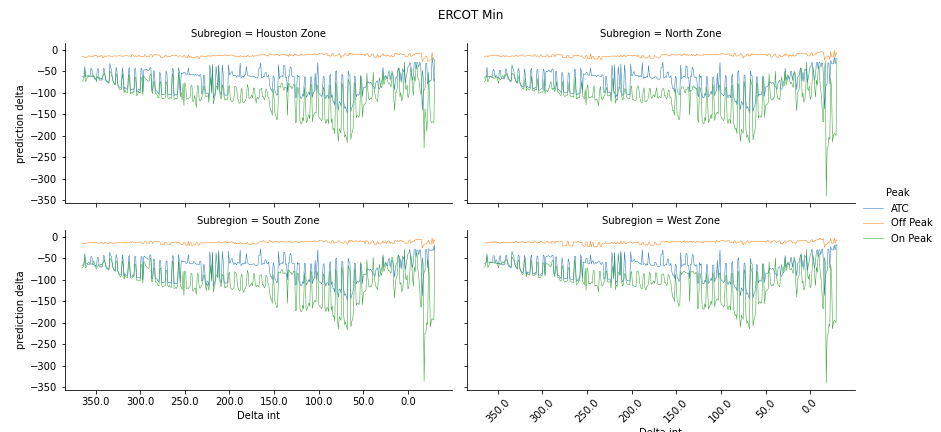 ERCOT Min
Subregion = Houston Zone
Subregion = North Zone
0
−50
−100
−150
−200
−250
−300
−350
prediction delta
Peak
ATC
Off Peak
On Peak
Subregion = South Zone
Subregion = West Zone
0
−50
−100
−150
−200
−250
−300
−350
prediction delta
350.0 300.0 250.0 200.0 150.0 100.0 50.0 0.0
Delta int
350.0 300.0 250.0 200.0 150.0 100.0 50.0 0.0
Delta int